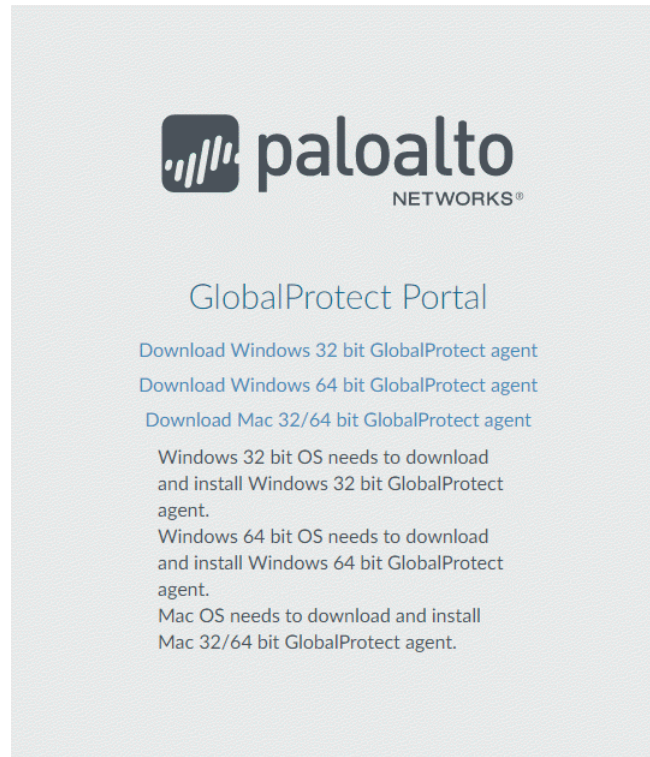 paloalto
NETWORKS®
GlobalProtect Portal
Download Windows 32 bit GlobalProtect agent
Download Windows 64 bit GlobalProtect agent
Download Mac 32/64 bit GlobalProtect agent
Windows 32 bit OS needs to download
and install Windows 32 bit GlobalProtect
agent.
Windows 64 bit OS needs to download
and install Windows 64 bit GlobalProtect
agent.
Mac OS needs to download and install
Mac 32/64 bit GlobalProtect agent.